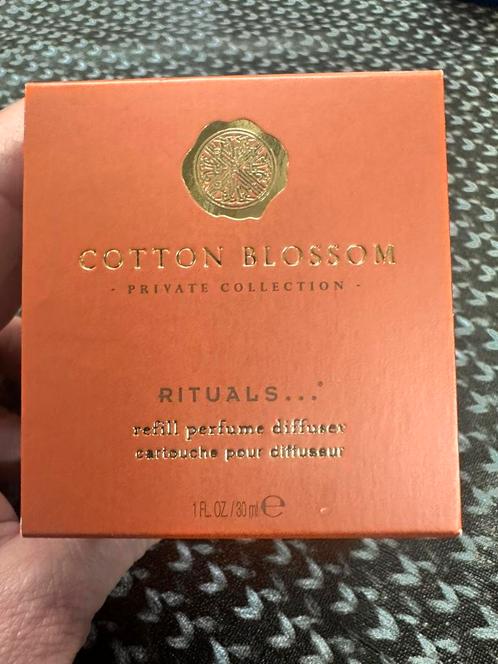 COTTON BLOSSOM
- PRIVATE COLLECTION -
RITUALS...®
refill perfume diffuser
cartouche pour diffuseur
1 FL. OZ. / 30 ml ℮